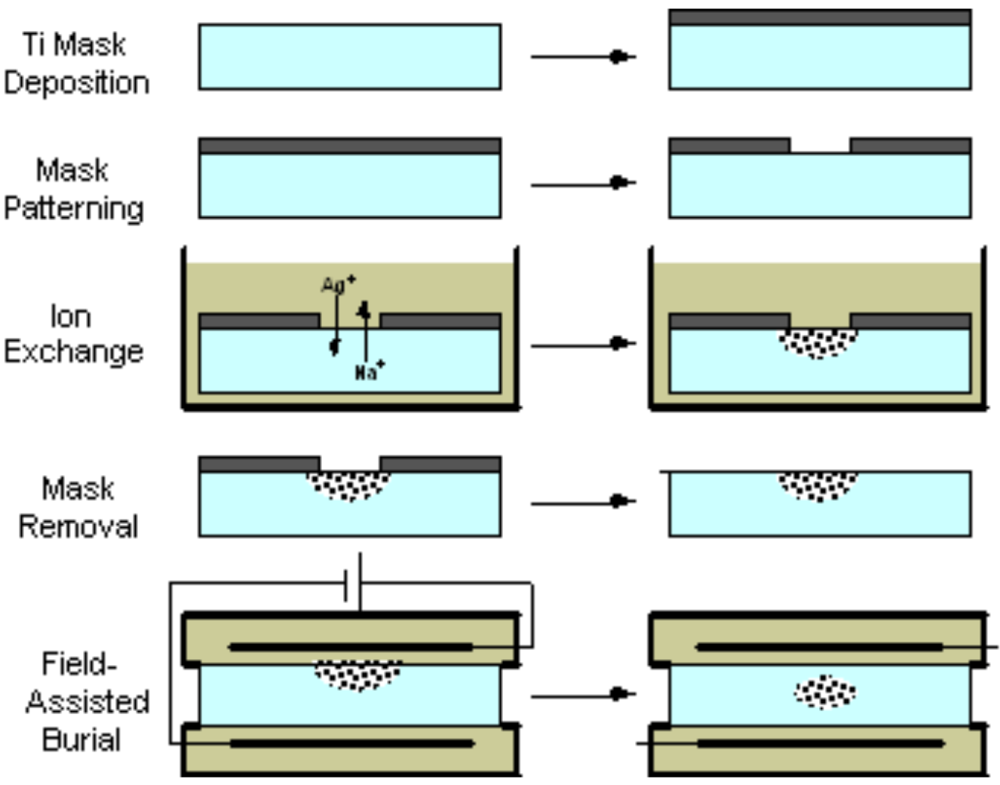 Ti Mask
Deposition
Mask
Patterning
Ion
Exchange
Ag+
Na+
Mask
Removal
Field-
Assisted
Burial